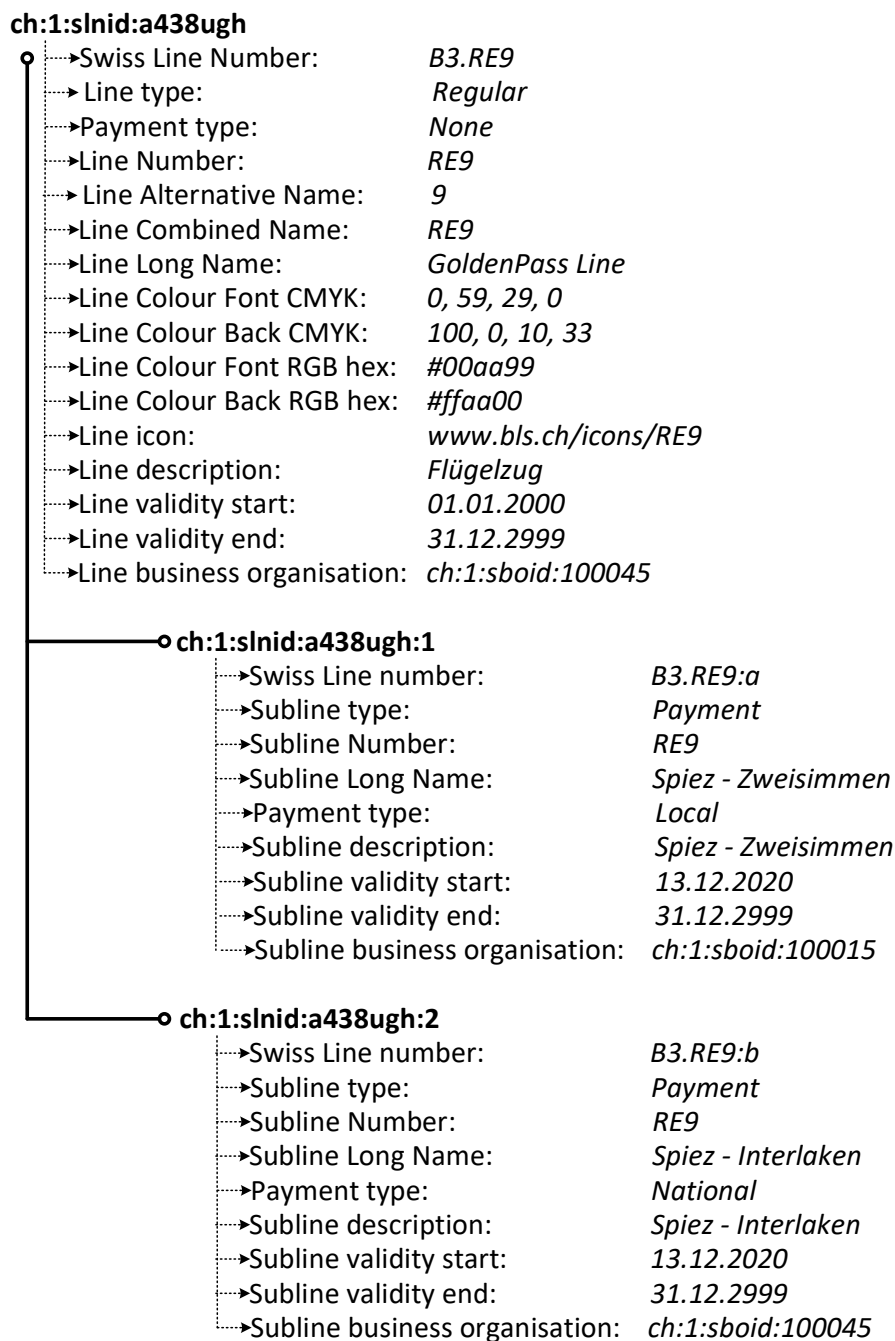 ch:1:slnid:a438ugh
Swiss Line Number: B3.RE9
Line type: Regular
Payment type: None
Line Number: RE9
Line Alternative Name: 9
Line Combined Name: RE9
Line Long Name: GoldenPass Line
Line Colour Font CMYK: 0, 59, 29, 0
Line Colour Back CMYK: 100, 0, 10, 33
Line Colour Font RGB hex: #00aa99
Line Colour Back RGB hex: #ffaa00
Line icon: www.bls.ch/icons/RE9
Line description: Flügelzug
Line validity start: 01.01.2000
Line validity end: 31.12.2999
Line business organisation: ch:1:sboid:100045
ch:1:slnid:a438ugh:1
Swiss Line number: B3.RE9:a
Subline type: Payment
Subline Number: RE9
Subline Long Name: Spiez - Zweisimmen
Payment type: Local
Subline description: Spiez - Zweisimmen
Subline validity start: 13.12.2020
Subline validity end: 31.12.2999
Subline business organisation: ch:1:sboid:100015
ch:1:slnid:a438ugh:2
Swiss Line number: B3.RE9:b
Subline type: Payment
Subline Number: RE9
Subline Long Name: Spiez - Interlaken
Payment type: National
Subline description: Spiez - Interlaken
Subline validity start: 13.12.2020
Subline validity end: 31.12.2999
Subline business organisation: ch:1:sboid:100045